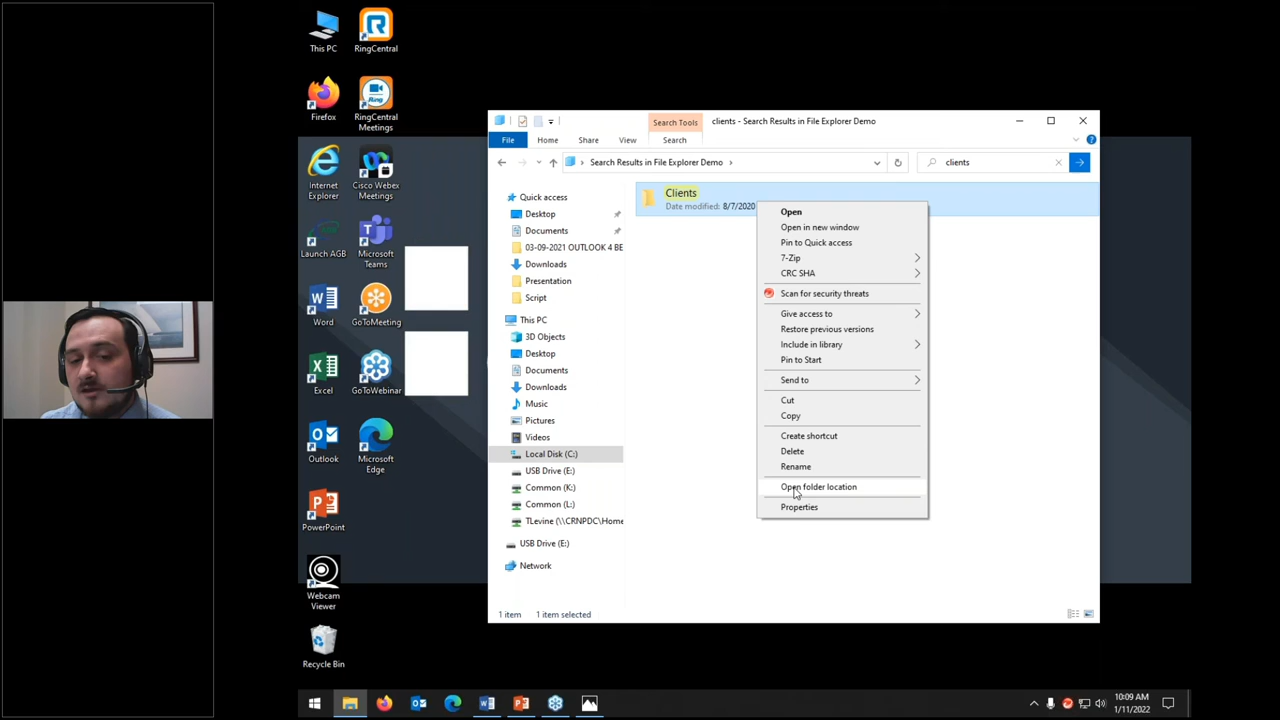 This PC
RingCentral
Firefox
RingCentral
Meetings
Internet
Explorer
Cisco Webex
Meetings
Launch AGB
Microsoft
Teams
Word
GoToMeeting
Excel
GoToWebinar
Outlook
Microsoft
Edge
PowerPoint
Webcam
Viewer
Recycle Bin
Search Tools
clients - Search Results in File Explorer Demo
File
Home
Share
View
Search
Search Results in File Explorer Demo
clients
Quick access
Desktop
Documents
03-09-2021 OUTLOOK 4 BE
Downloads
Presentation
Script
This PC
3D Objects
Desktop
Documents
Downloads
Music
Pictures
Videos
Local Disk (C:)
USB Drive (E:)
Common (K:)
Common (L:)
TLevine (\\CRNPDC\Home
USB Drive (E:)
Network
Clients
Date modified: 8/7/2020
Open
Open in new window
Pin to Quick access
7-Zip
CRC SHA
Scan for security threats
Give access to
Restore previous versions
Include in library
Pin to Start
Send to
Cut
Copy
Create shortcut
Delete
Rename
Open folder location
Properties
1 item
1 item selected
10:09 AM
1/11/2022